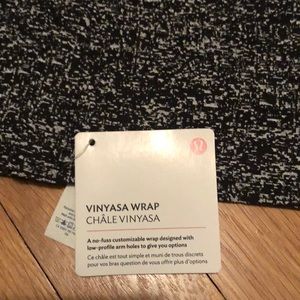 VINYASA WRAP
CHÂLE VINYASA
A no-fuss customizable wrap designed with
low-profile arm holes to give you options
Ce châle est tout simple et muni de trous discrets
pour vos bras question de vous offrir plus d'options